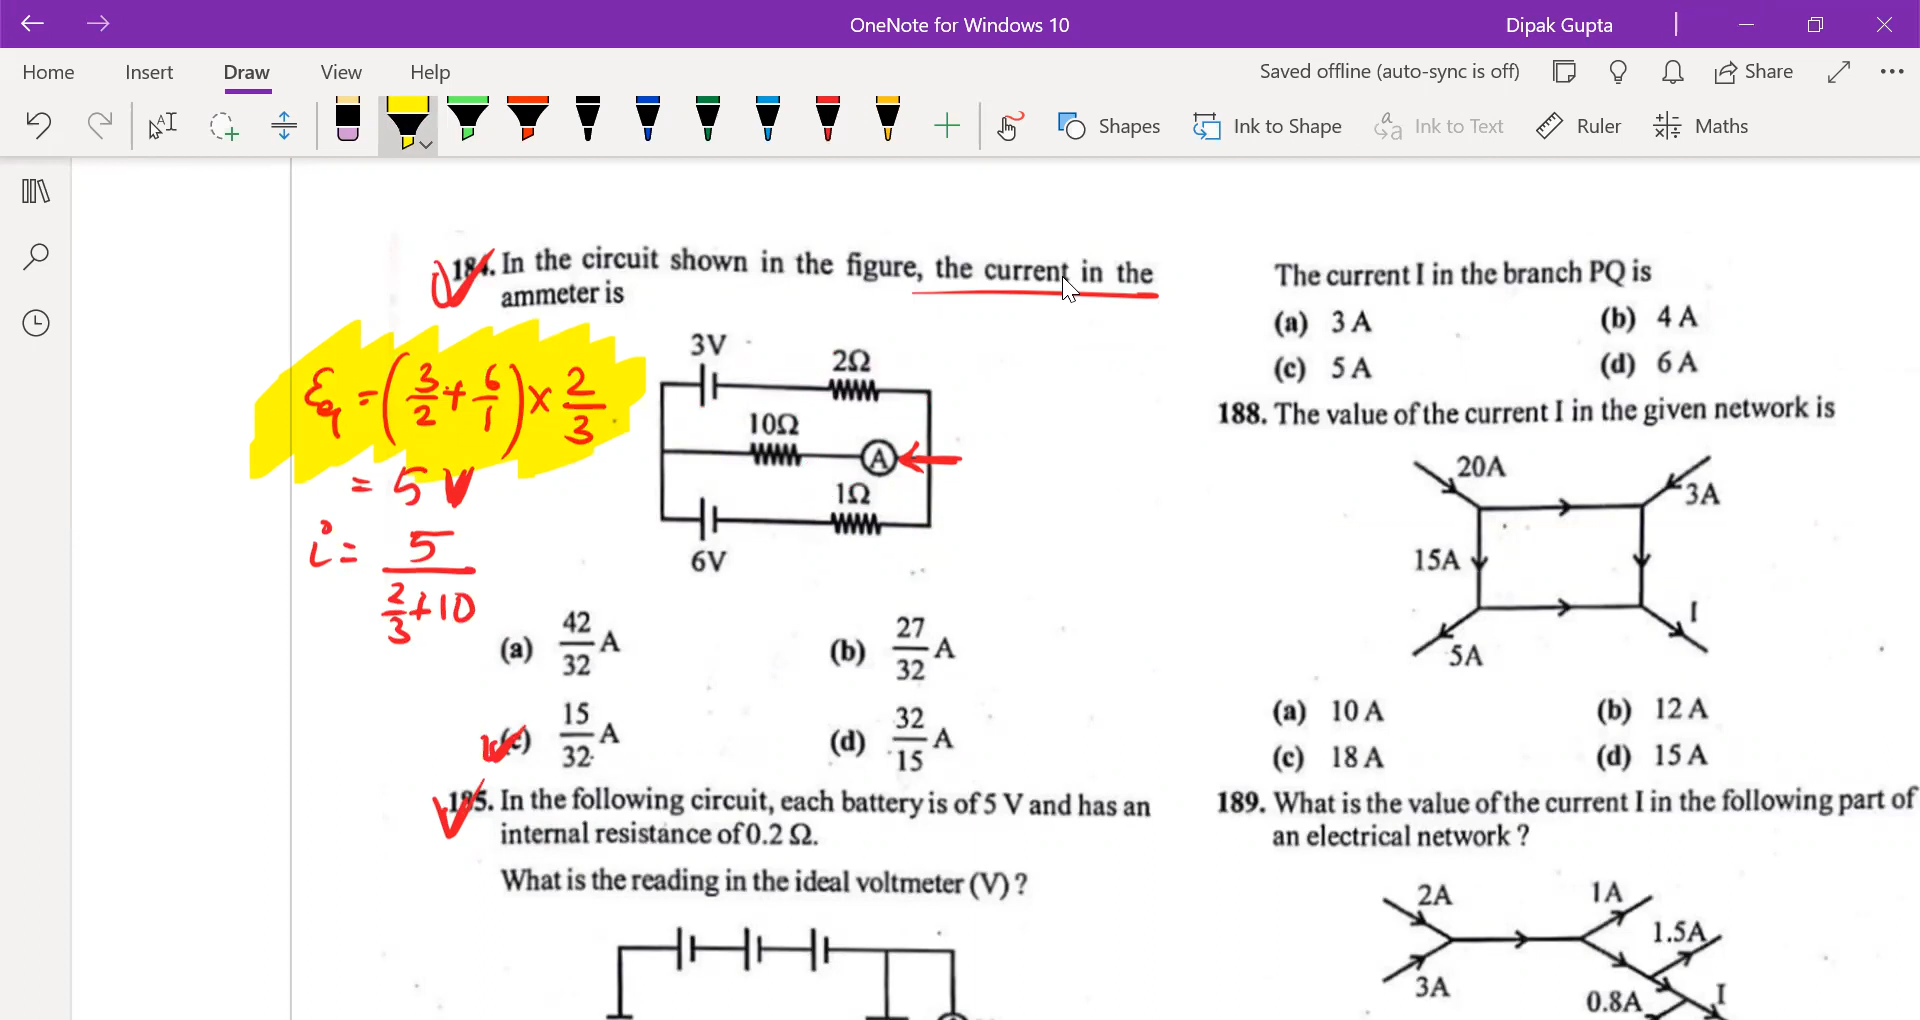 OneNote for Windows 10
Dipak Gupta
Home Insert Draw View Help
Saved offline (auto-sync is off) Share
Shapes Ink to Shape Ink to Text Ruler Maths
184. In the circuit shown in the figure, the current in the
ammeter is
εeq = (3/2 + 6/1) × 2/3
= 5 V
i = 5/(2/3 + 10)
3V
2Ω
10Ω
A
1Ω
6V
(a) 42/32 A (b) 27/32 A
(c) 15/32 A (d) 32/15 A
185. In the following circuit, each battery is of 5 V and has an
internal resistance of 0.2 Ω.
What is the reading in the ideal voltmeter (V) ?
The current I in the branch PQ is
(a) 3 A (b) 4 A
(c) 5 A (d) 6 A
188. The value of the current I in the given network is
20A
3A
15A
I
5A
(a) 10 A (b) 12 A
(c) 18 A (d) 15 A
189. What is the value of the current I in the following part of
an electrical network ?
2A 1A
1.5A
3A
0.8A I